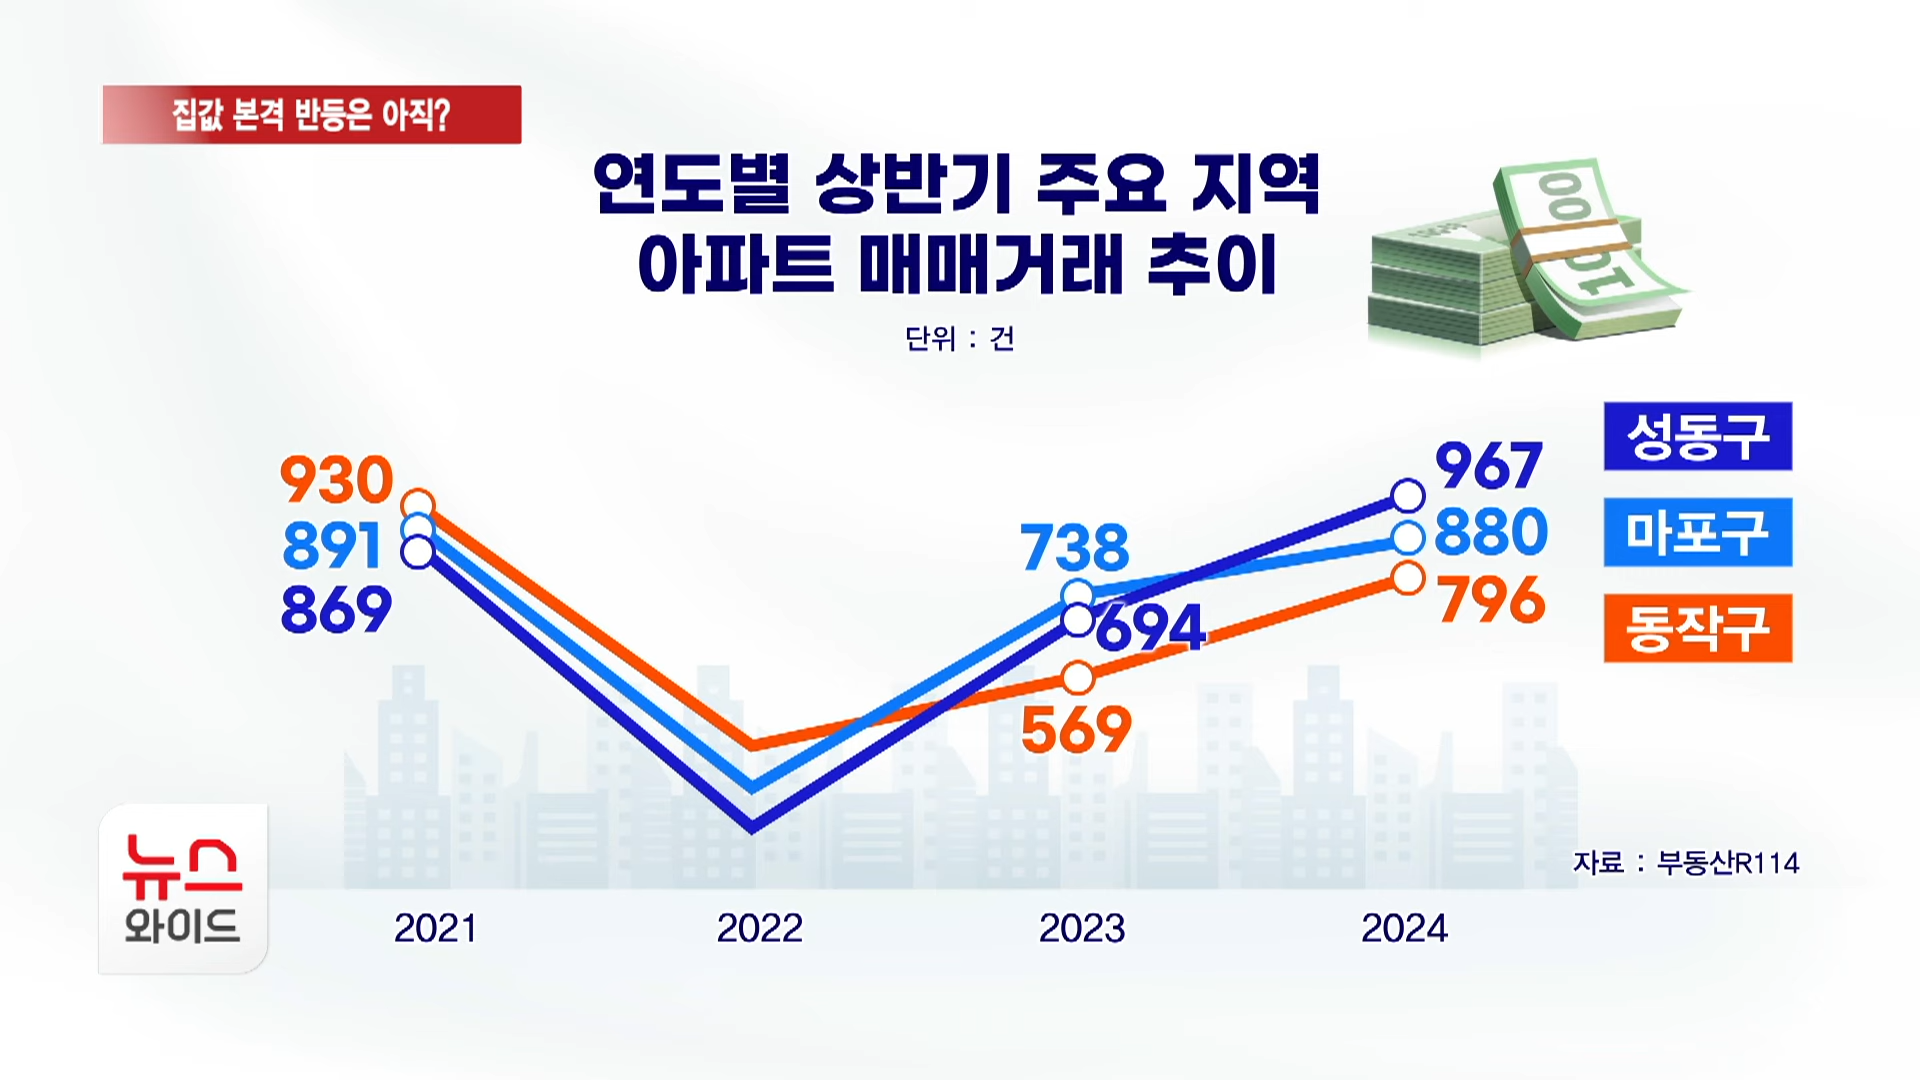 집값 본격 반등은 아직?
연도별 상반기 주요 지역
아파트 매매거래 추이
단위 : 건
100
성동구
마포구
동작구
930
891
869
738
694
569
967
880
796
자료 : 부동산R114
뉴스
와이드
2021
2022
2023
2024